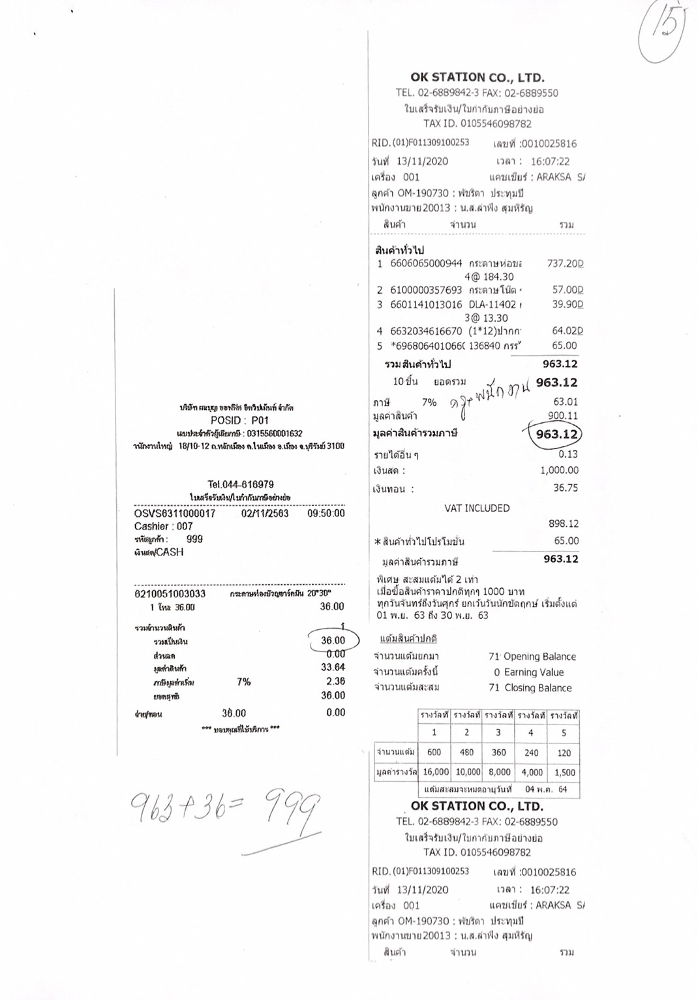 15
OK STATION CO., LTD.
TEL. 02-6889842-3 FAX: 02-6889550
ใบเสร็จรับเงิน/ใบกำกับภาษีอย่างย่อ
TAX ID. 0105546098782
RID.(01)F011309100253 เลขที่ :0010025816
วันที่ 13/11/2020 เวลา : 16:07:22
เครื่อง 001 แคชเชียร์ : ARAKSA
ลูกค้า OM-190730 : พัชริดา ประทุมปี
พนักงานขาย20013 : น.ส.ลำฟัง สุมหิรัญ
สินค้า จำนวน รวม
สินค้าทั่วไป
1 6606065000944 กระดาษห่อขอ 737.20D
4@ 184.30
2 6100000357693 กระดาษโน๊ต 57.00D
3 6601141013016 DLA-11402 39.90D
3@ 13.30
4 6632034616670 (1*12)ปากก 64.02D
5 *696806401066 136840 กรร 65.00
รวมสินค้าทั่วไป 963.12
10 ชิ้น ยอดรวม 963.12
ภาษี 7% 63.01
มูลค่าสินค้า 900.11
มูลค่าสินค้ารวมภาษี 963.12
รายได้อื่น ๆ 0.13
เงินสด : 1,000.00
เงินทอน : 36.75
VAT INCLUDED
898.12
* สินค้าทั่วไปโปรโมชั่น 65.00
มูลค่าสินค้ารวมภาษี 963.12
พิเศษ สะสมแต้มได้ 2 เท่า
เมื่อซื้อสินค้าราคาปกติทุกๆ 1000 บาท
ทุกวันจันทร์ถึงวันศุกร์ ยกเว้นวันนักขัตฤกษ์ เริ่มตั้งแต่
01 พ.ย. 63 ถึง 30 พ.ย. 63
แต้มสินค้าปกติ
จำนวนแต้มยกมา 71 Opening Balance
จำนวนแต้มครั้งนี้ 0 Earning Value
จำนวนแต้มสะสม 71 Closing Balance
รางวัลที่ รางวัลที่ รางวัลที่ รางวัลที่ รางวัลที่
1 2 3 4 5
จำนวนแต้ม 600 480 360 240 120
มูลค่ารางวัล 16,000 10,000 8,000 4,000 1,500
แต้มสะสมจะหมดอายุวันที่ 04 พ.ค. 64
OK STATION CO., LTD.
TEL. 02-6889842-3 FAX: 02-6889550
ใบเสร็จรับเงิน/ใบกำกับภาษีอย่างย่อ
TAX ID. 0105546098782
RID.(01)F011309100253 เลขที่ :0010025816
วันที่ 13/11/2020 เวลา : 16:07:22
เครื่อง 001 แคชเชียร์ : ARAKSA
ลูกค้า OM-190730 : พัชริดา ประทุมปี
พนักงานขาย20013 : น.ส.ลำฟัง สุมหิรัญ
สินค้า จำนวน รวม
POSID : P01
เลขประจำตัวผู้เสียภาษี : 0315560001632
านักงานใหญ่ 18/10-12 ถ.หลักเมือง ต.ในเมือง อ.เมือง จ.บุรีรัมย์ 3100
Tel.044-616979
ใบเสร็จรับเงิน/ใบกำกับภาษีอย่างย่อ
OSVS6311000017 02/11/2563 09:50:00
Cashier : 007
รหัสลูกค้า : 999
เงินสด/CASH
6210051003033 20*30"
1 โหล 36.00 36.00
รวมจำนวนสินค้า 1
รวมเป็นเงิน 36.00
ส่วนลด 0.00
มูลค่าสินค้า 33.64
ภาษีมูลค่าเพิ่ม 7% 2.36
ยอดสุทธิ 36.00
จ่าย/ทอน 36.00 0.00
*** ขอบคุณที่ใช้บริการ ***
963+36= 999